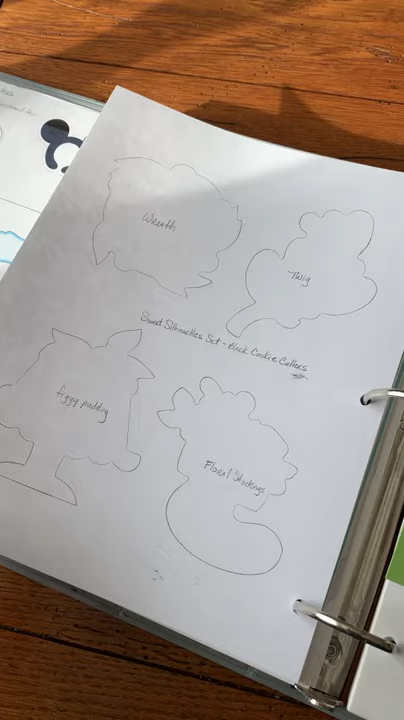 Wreath
Twig
Sweet Silhouettes Set - Black Cookie Cutters
figgy pudding
Floral Stockings